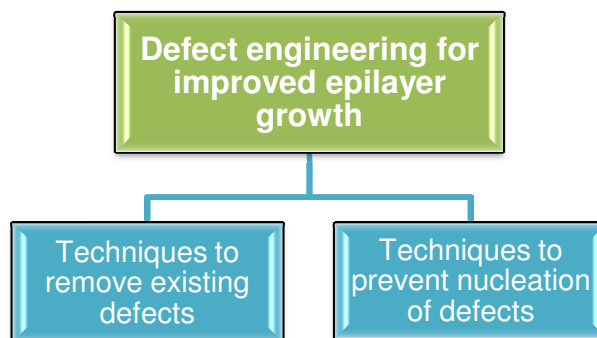 Defect engineering for
improved epilayer
growth
Techniques to
remove existing
defects
Techniques to
prevent nucleation
of defects